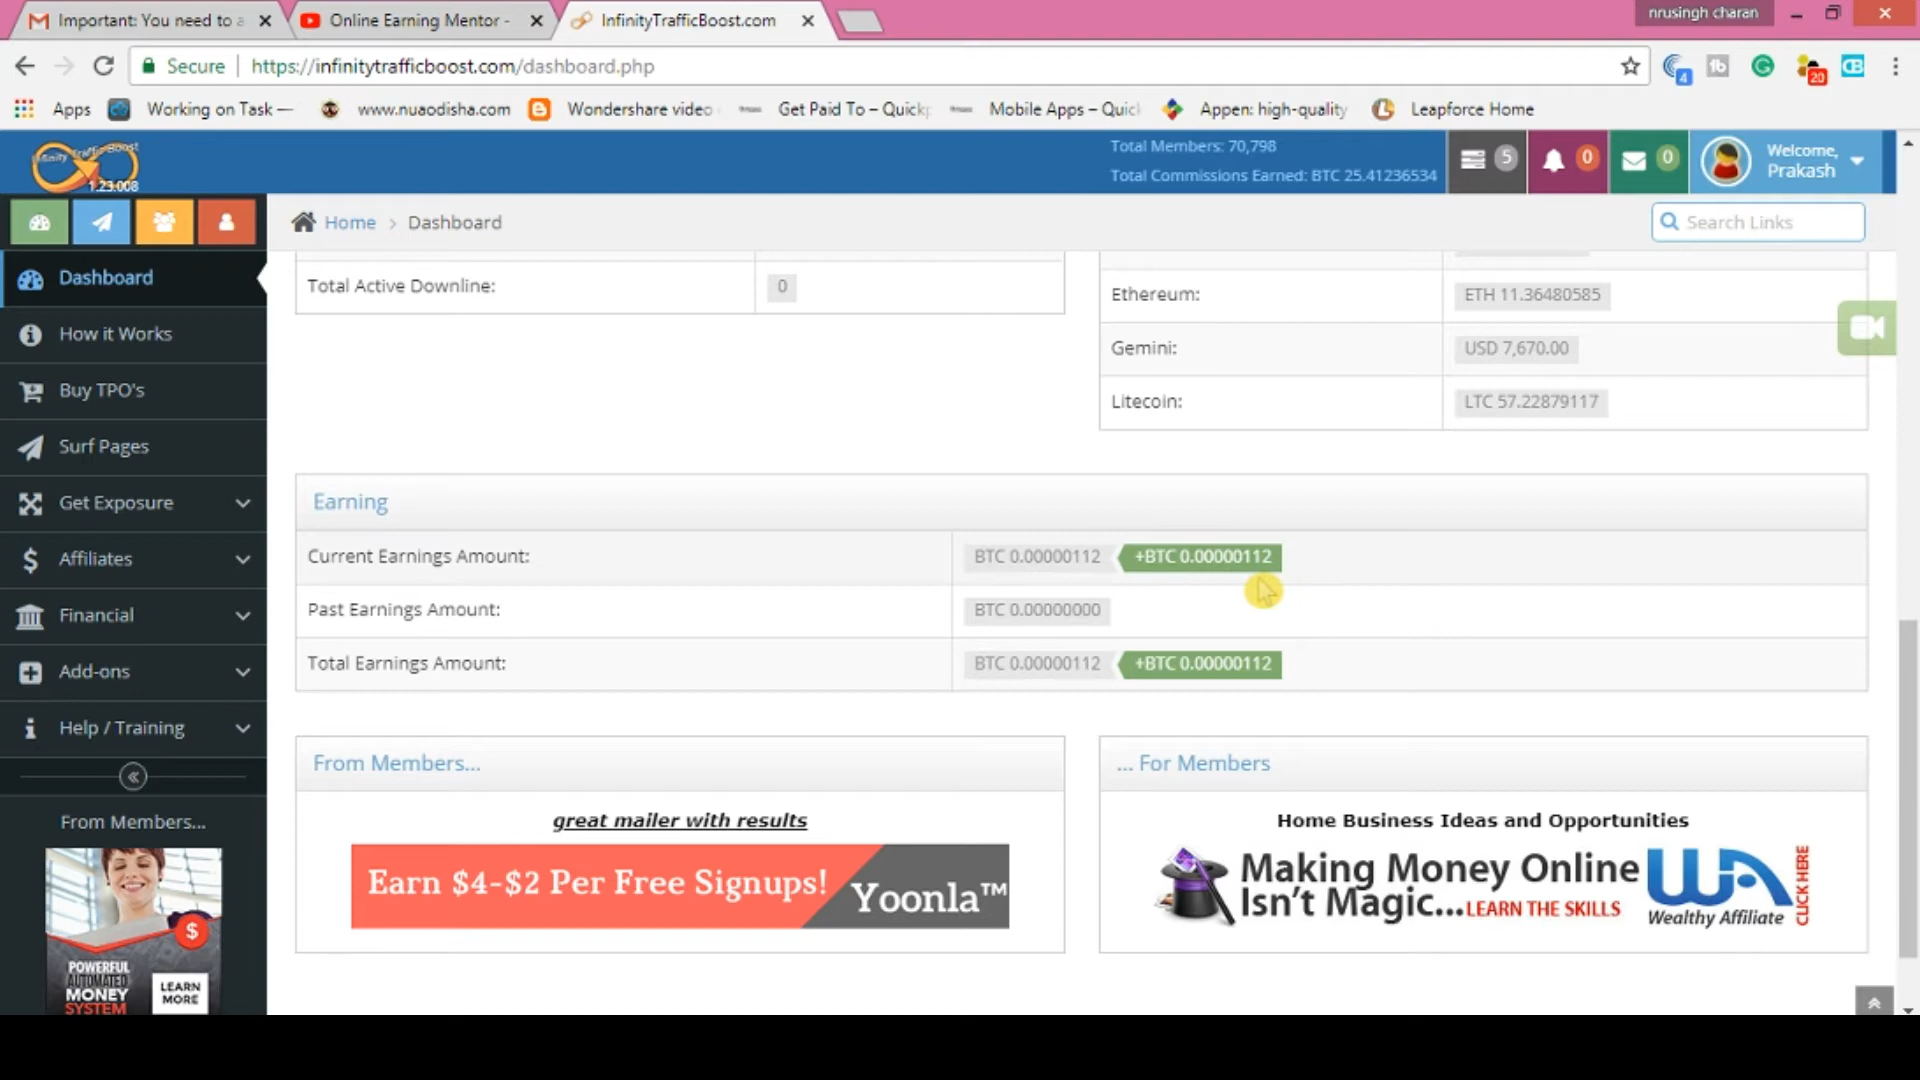 Important: You need to a
Online Earning Mentor -
InfinityTrafficBoost.com
nrusingh charan
Secure
https://infinitytrafficboost.com/dashboard.php
4
20
Apps
Working on Task —
www.nuaodisha.com
Wondershare video
Get Paid To – Quickp
Mobile Apps – Quic
Appen: high-quality
Leapforce Home
Infinity Traffic Boost
1.23.008
Total Members: 70,798
Total Commissions Earned: BTC 25.41236534
5
0
0
Welcome,
Prakash
Home
Dashboard
Search Links
Dashboard
How it Works
Buy TPO's
Surf Pages
Get Exposure
Affiliates
Financial
Add-ons
Help / Training
From Members...
POWERFUL
AUTOMATED
MONEY
SYSTEM
LEARN
MORE
Total Active Downline:
0
Ethereum:
ETH 11.36480585
Gemini:
USD 7,670.00
Litecoin:
LTC 57.22879117
Earning
Current Earnings Amount:
BTC 0.00000112
+BTC 0.00000112
Past Earnings Amount:
BTC 0.00000000
Total Earnings Amount:
BTC 0.00000112
+BTC 0.00000112
From Members...
great mailer with results
Earn $4-$2 Per Free Signups!
Yoonla™
... For Members
Home Business Ideas and Opportunities
Making Money Online
Isn't Magic...LEARN THE SKILLS
WA
Wealthy Affiliate
CLICK HERE